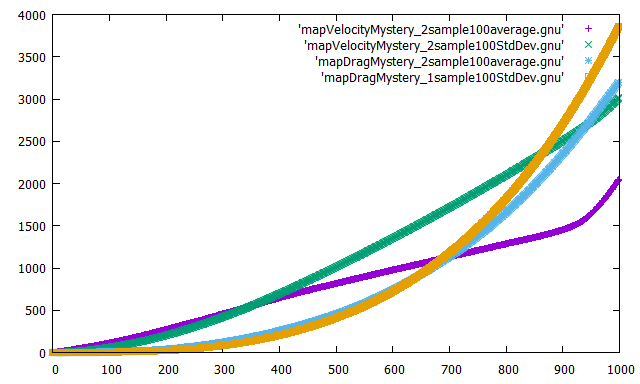 4000
3500
3000
2500
2000
1500
1000
500
0
'mapVelocityMystery_2sample100average.gnu'
'mapVelocityMystery_2sample100StdDev.gnu'
'mapDragMystery_2sample100average.gnu'
'mapDragMystery_1sample100StdDev.gnu'
0 100 200 300 400 500 600 700 800 900 1000